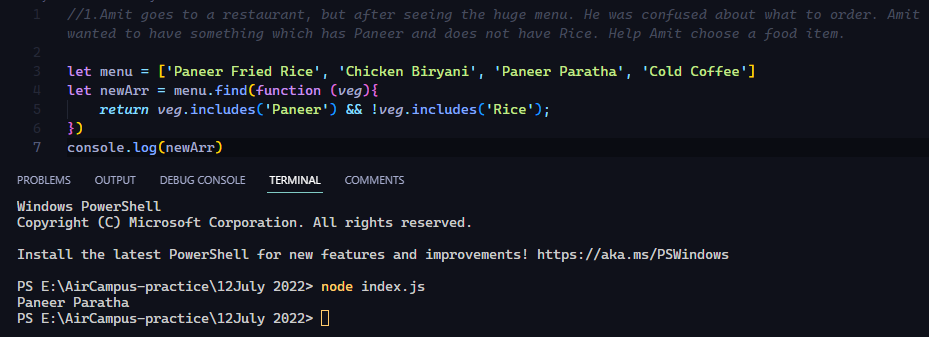 1 //1.Amit goes to a restaurant, but after seeing the huge menu. He was confused about what to order. Amit
wanted to have something which has Paneer and does not have Rice. Help Amit choose a food item.
2
3 let menu = ['Paneer Fried Rice', 'Chicken Biryani', 'Paneer Paratha', 'Cold Coffee']
4 let newArr = menu.find(function (veg){
5     return veg.includes('Paneer') && !veg.includes('Rice');
6 })
7 console.log(newArr)
PROBLEMS OUTPUT DEBUG CONSOLE TERMINAL COMMENTS
Windows PowerShell
Copyright (C) Microsoft Corporation. All rights reserved.
Install the latest PowerShell for new features and improvements! https://aka.ms/PSWindows
PS E:\AirCampus-practice\12July 2022> node index.js
Paneer Paratha
PS E:\AirCampus-practice\12July 2022>